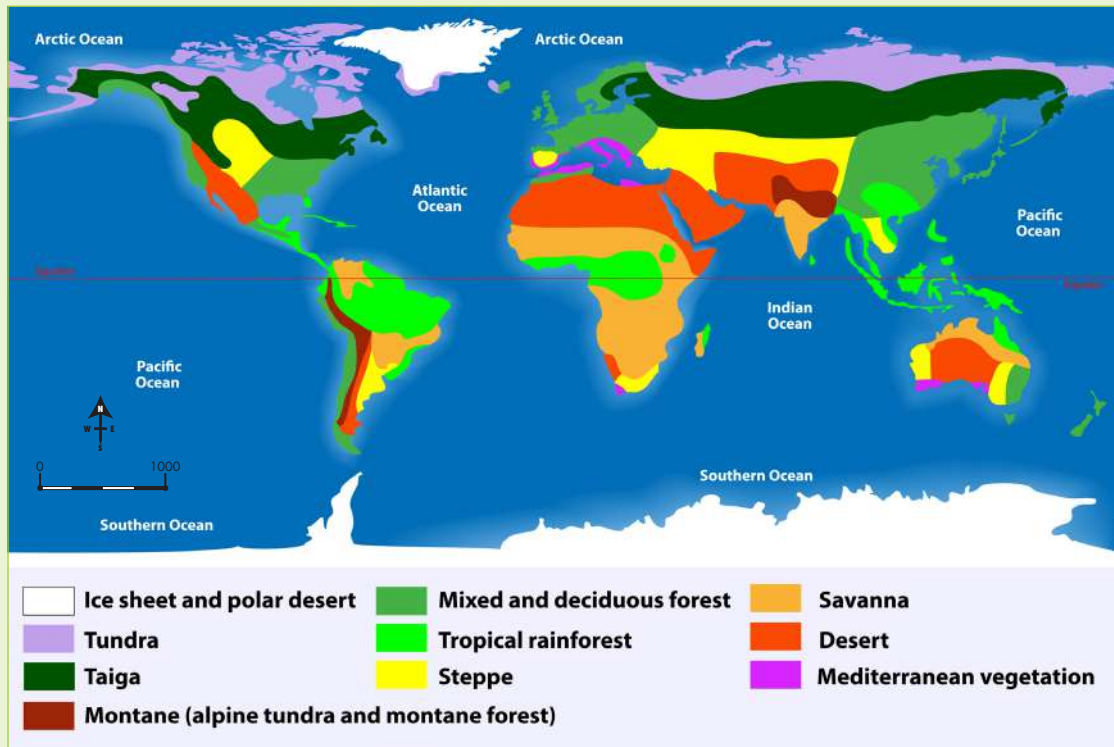 Arctic Ocean
Arctic Ocean
Atlantic
Ocean
Pacific
Ocean
Equator
Equator
Indian
Ocean
Pacific
Ocean
N
W E
S
0 1000
Southern Ocean
Southern Ocean
Ice sheet and polar desert
Mixed and deciduous forest
Savanna
Tundra
Tropical rainforest
Desert
Taiga
Steppe
Mediterranean vegetation
Montane (alpine tundra and montane forest)